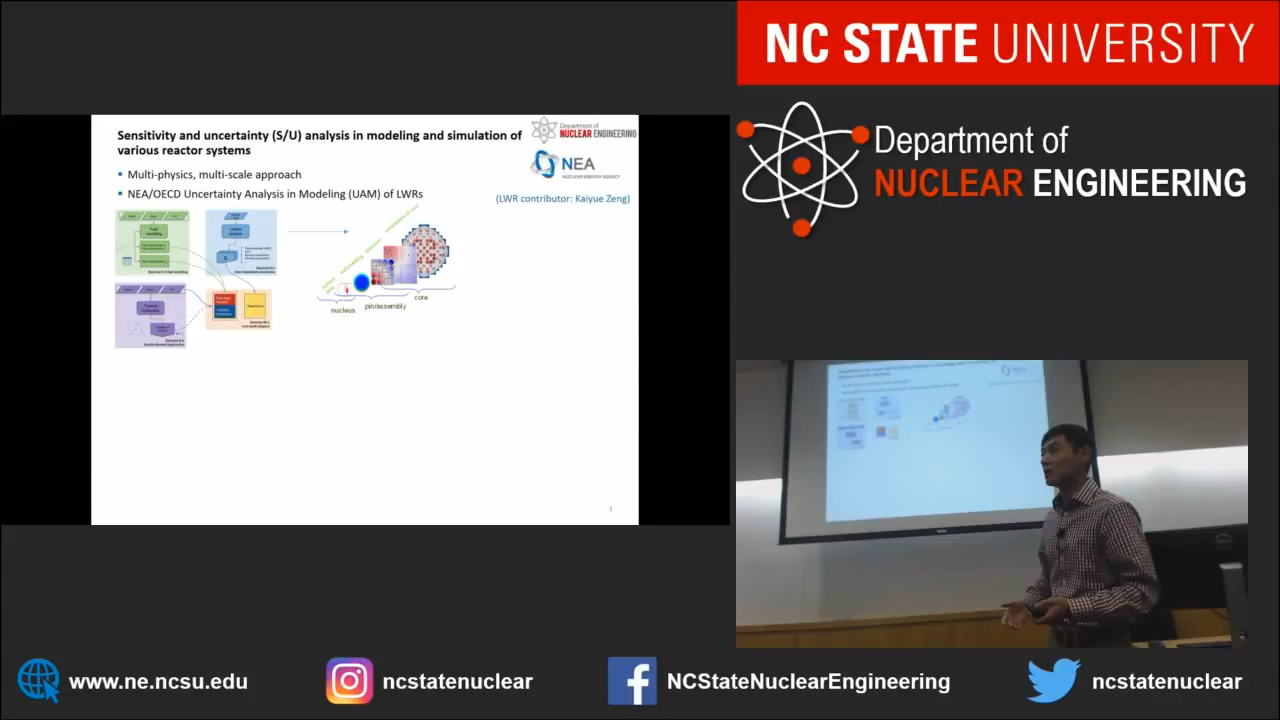 NC STATE UNIVERSITY
Department of
NUCLEAR ENGINEERING
Sensitivity and uncertainty (S/U) analysis in modeling and simulation of
various reactor systems
Department of
NUCLEAR ENGINEERING
NEA
NUCLEAR ENERGY AGENCY
• Multi-physics, multi-scale approach
• NEA/OECD Uncertainty Analysis in Modeling (UAM) of LWRs
(LWR contributor: Kaiyue Zeng)
nucleus
pin/assembly
core
3
www.ne.ncsu.edu
ncstatenuclear
NCStateNuclearEngineering
ncstatenuclear